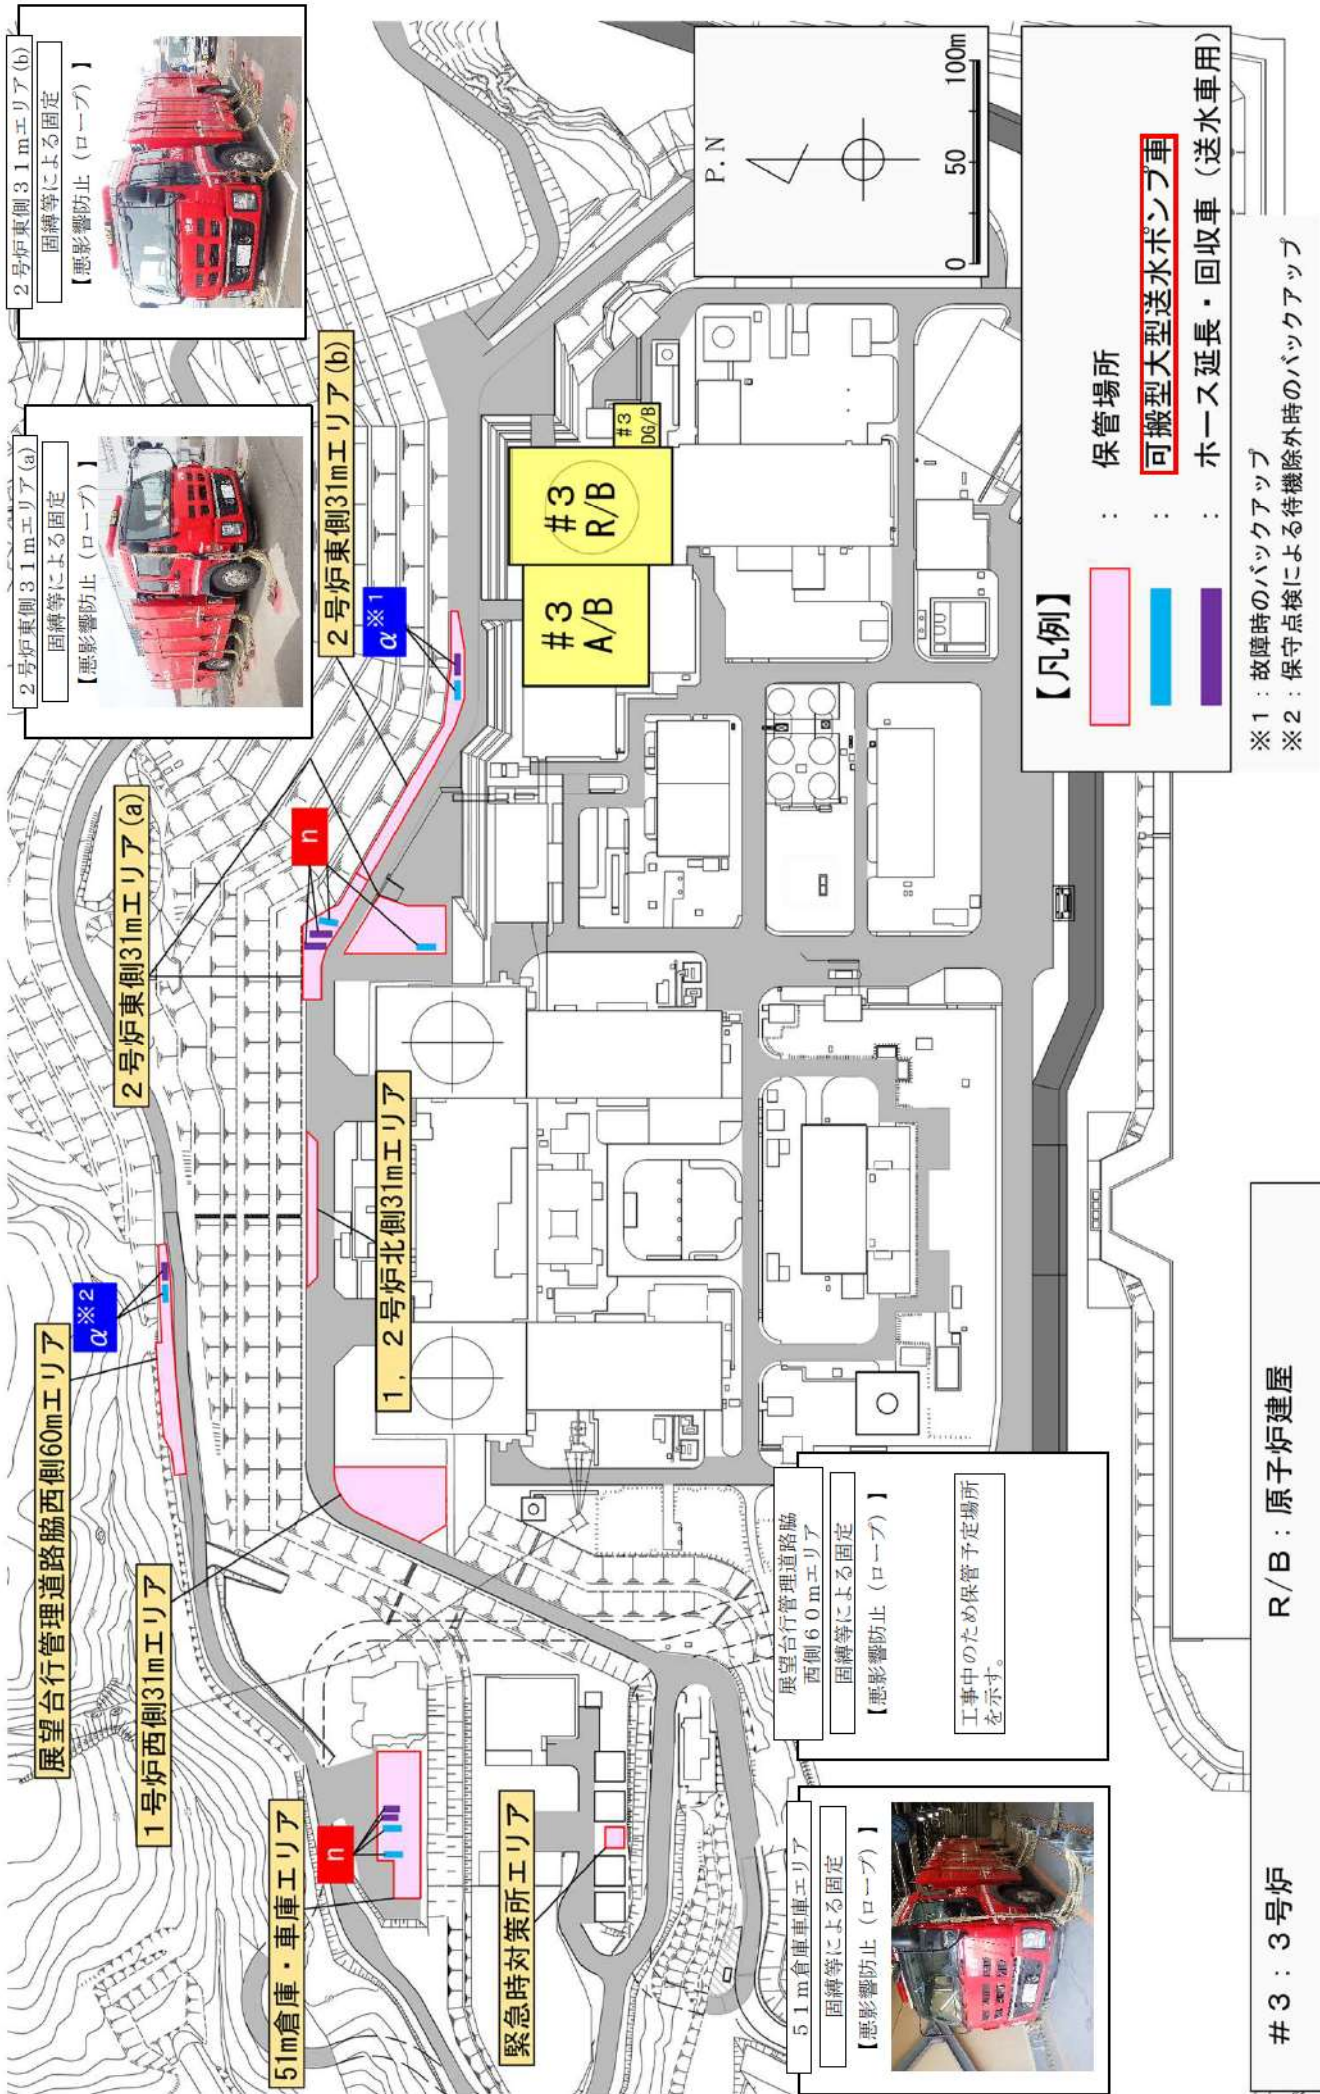 2号炉東側31mエリア(b)
固縛等による固定
【悪影響防止（ロープ）】
2号炉東側31mエリア(a)
固縛等による固定
【悪影響防止（ロープ）】
2号炉東側31mエリア(b)
α※1
2号炉東側31mエリア(a)
n
展望台行管理道路脇西側60mエリア
α※2
1号炉西側31mエリア
1，2号炉北側31mエリア
51m倉庫・車庫エリア
n
緊急時対策所エリア
#3
R/B
#3
A/B
#3
DG/B
P.N
0 50 100m
【凡例】
： 保管場所
： 可搬型大型送水ポンプ車
： ホース延長・回収車（送水車用）
※1：故障時のバックアップ
※2：保守点検による待機除外時のバックアップ
展望台行管理道路脇
西側60mエリア
固縛等による固定
【悪影響防止（ロープ）】
工事中のため保管予定場所
を示す。
51m倉庫車庫エリア
固縛等による固定
【悪影響防止（ロープ）】
#3：3号炉
R/B：原子炉建屋